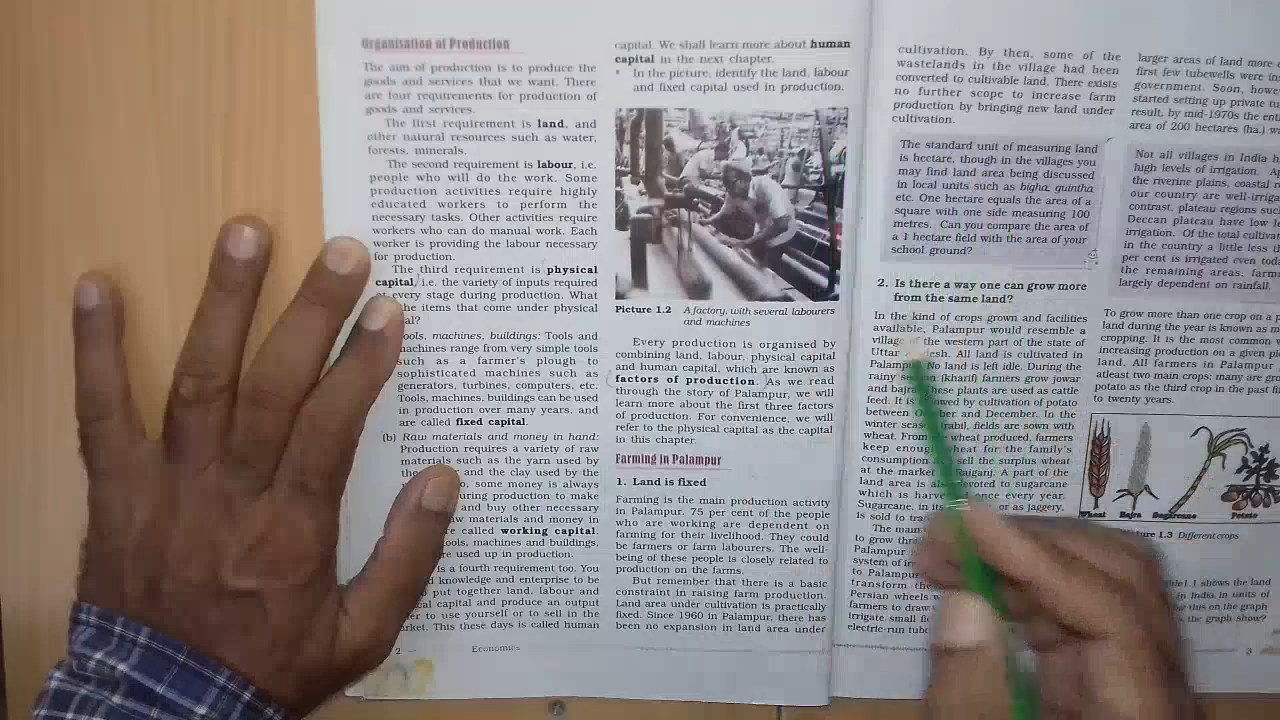 Organisation of Production
The aim of production is to produce the
goods and services that we want. There
are four requirements for production of
goods and services.
The first requirement is land, and
other natural resources such as water,
forests, minerals.
The second requirement is labour, i.e.
people who will do the work. Some
production activities require highly
educated workers to perform the
necessary tasks. Other activities require
workers who can do manual work. Each
worker is providing the labour necessary
for production.
The third requirement is physical
capital, i.e. the variety of inputs required
every stage during production. What
the items that come under physical
Tools, machines, buildings: Tools and
machines range from very simple tools
such as a farmer's plough to
sophisticated machines such as
generators, turbines, computers, etc.
Tools, machines, buildings can be used
in production over many years, and
are called fixed capital.
(b) Raw materials and money in hand:
Production requires a variety of raw
materials such as the yarn used by
the and the clay used by the
some money is always
during production to make
and buy other necessary
raw materials and money in
called working capital.
tools, machines and buildings,
used up in production.
is a fourth requirement too. You
knowledge and enterprise to be
put together land, labour and
capital and produce an output
to use yourself or to sell in the
market. This these days is called human
2
Economics
capital. We shall learn more about human
capital in the next chapter.
• In the picture, identify the land, labour
and fixed capital used in production.
Picture 1.2 A factory, with several labourers
and machines
Every production is organised by
combining land, labour, physical capital
and human capital, which are known as
factors of production. As we read
through the story of Palampur, we will
learn more about the first three factors
of production. For convenience, we will
refer to the physical capital as the capital
in this chapter.
Farming in Palampur
1. Land is fixed
Farming is the main production activity
in Palampur. 75 per cent of the people
who are working are dependent on
farming for their livelihood. They could
be farmers or farm labourers. The well-
being of these people is closely related to
production on the farms.
But remember that there is a basic
constraint in raising farm production.
Land area under cultivation is practically
fixed. Since 1960 in Palampur, there has
been no expansion in land area under
cultivation. By then, some of the
wastelands in the village had been
converted to cultivable land. There exists
no further scope to increase farm
production by bringing new land under
cultivation.
The standard unit of measuring land
is hectare, though in the villages you
may find land area being discussed
in local units such as bigha, guintha
etc. One hectare equals the area of a
square with one side measuring 100
metres. Can you compare the area of
a 1 hectare field with the area of your
school ground?
2. Is there a way one can grow more
from the same land?
In the kind of crops grown and facilities
available, Palampur would resemble a
village of the western part of the state of
Uttar All land is cultivated in
Palampur. No land is left idle. During the
rainy season (kharif) farmers grow jowar
and bajra. These plants are used as cattle
feed. It is followed by cultivation of potato
between October and December. In the
winter season (rabi), fields are sown with
wheat. From wheat produced, farmers
keep enough wheat for the family's
consumption sell the surplus wheat
at the market Raiganj. A part of the
land area is also devoted to sugarcane
which is harvested once every year.
Sugarcane, in its or as jaggery,
is sold to
The main
to grow
Palampur
system of
to Palampur
transform the
Persian wheels
farmers to draw
irrigate small
electric-run
larger areas of land more
first few tubewells were
government. Soon,
started setting up private
result, by mid-1970s the
area of 200 hectares (ha.)
Not all villages in India
high levels of irrigation.
the riverine plains, coastal
our country are
contrast, plateau regions
Deccan plateau have low
irrigation. Of the total
in the country a little less
per cent is irrigated even
the remaining areas,
largely dependent on rainfall.
To grow more than one crop on a
land during the year is known as
cropping. It is the most common
increasing production on a given
land. All farmers in Palampur
atleast two main crops; many are
potato as the third crop in the past
to twenty years.
Wheat Bajra Sugarcane Potato
1.3 Different crops
1.1 shows the land
in India in units of
this on the graph
the graph show?
3